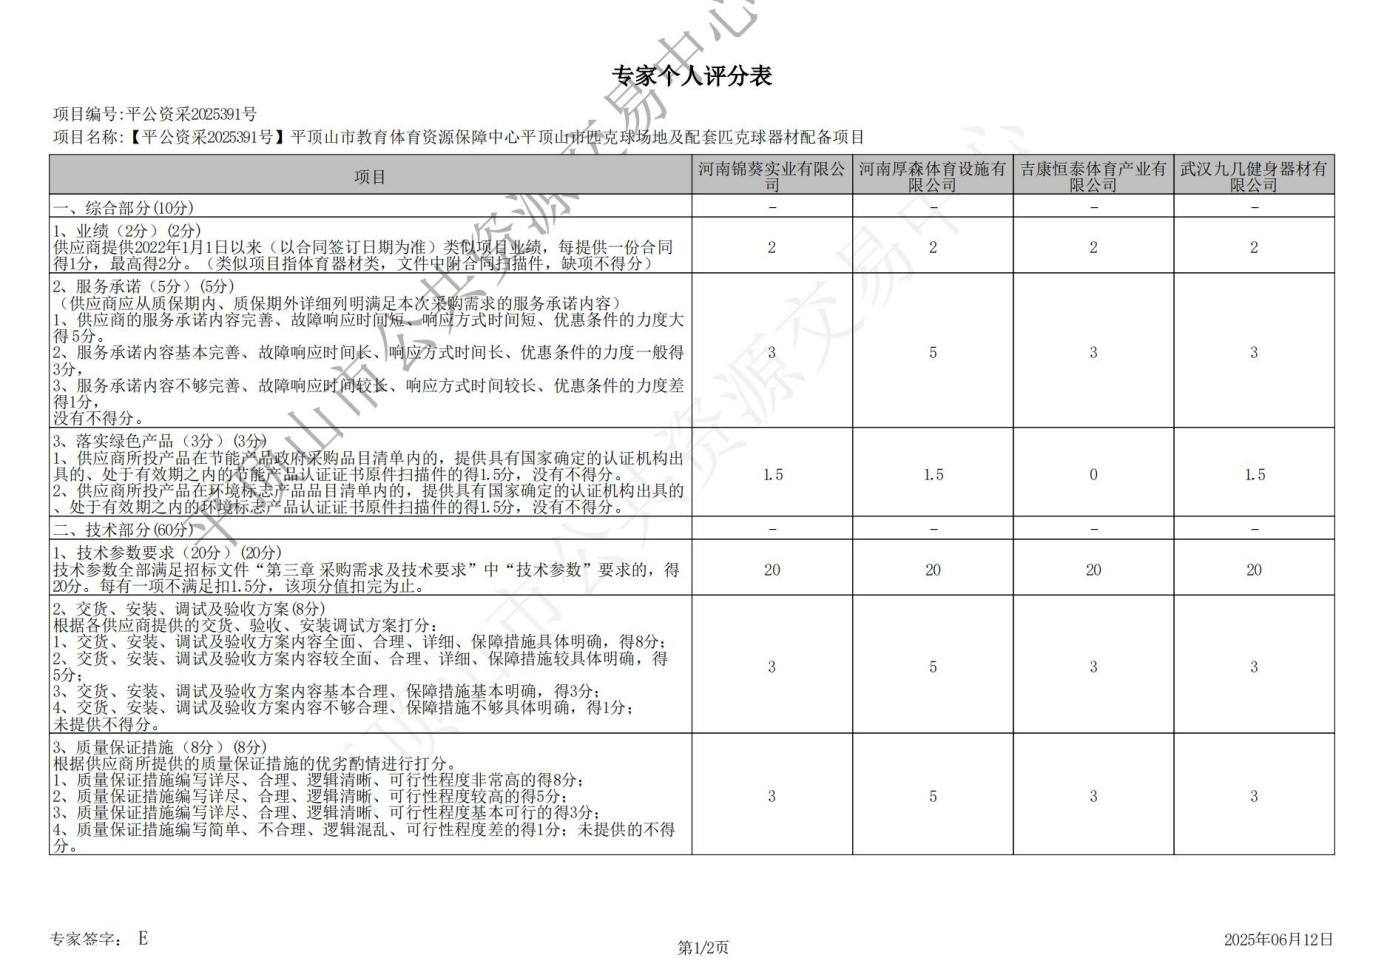 专家个人评分表
项目编号:平公资采2025391号
项目名称:【平公资采2025391号】平顶山市教育体育资源保障中心平顶山市匹克球场地及配套匹克球器材配备项目
项目 河南锦葵实业有限公司 河南厚森体育设施有限公司 吉康恒泰体育产业有限公司 武汉九几健身器材有限公司
一、综合部分(10分) - - - -
1、业绩（2分）(2分)
供应商提供2022年1月1日以来（以合同签订日期为准）类似项目业绩，每提供一份合同
得1分，最高得2分。（类似项目指体育器材类，文件中附合同扫描件，缺项不得分）
2 2 2 2
2、服务承诺（5分）(5分)
（供应商应从质保期内、质保期外详细列明满足本次采购需求的服务承诺内容）
1、供应商的服务承诺内容完善、故障响应时间短、响应方式时间短、优惠条件的力度大
得5分。
2、服务承诺内容基本完善、故障响应时间长、响应方式时间长、优惠条件的力度一般得
3分，
3、服务承诺内容不够完善、故障响应时间较长、响应方式时间较长、优惠条件的力度差
得1分，
没有不得分。
3 5 3 3
3、落实绿色产品（3分）(3分)
1、供应商所投产品在节能产品政府采购品目清单内的，提供具有国家确定的认证机构出
具的、处于有效期之内的节能产品认证证书原件扫描件的得1.5分，没有不得分。
2、供应商所投产品在环境标志产品品目清单内的，提供具有国家确定的认证机构出具的
、处于有效期之内的环境标志产品认证证书原件扫描件的得1.5分，没有不得分。
1.5 1.5 0 1.5
二、技术部分(60分) - - - -
1、技术参数要求（20分）(20分)
技术参数全部满足招标文件“第三章 采购需求及技术要求”中“技术参数”要求的，得
20分。每有一项不满足扣1.5分，该项分值扣完为止。
20 20 20 20
2、交货、安装、调试及验收方案(8分)
根据各供应商提供的交货、验收、安装调试方案打分：
1、交货、安装、调试及验收方案内容全面、合理、详细、保障措施具体明确，得8分；
2、交货、安装、调试及验收方案内容较全面、合理、详细、保障措施较具体明确，得
5分；
3、交货、安装、调试及验收方案内容基本合理、保障措施基本明确，得3分；
4、交货、安装、调试及验收方案内容不够合理、保障措施不够具体明确，得1分；
未提供不得分。
3 5 3 3
3、质量保证措施（8分）(8分)
根据供应商所提供的质量保证措施的优劣酌情进行打分。
1、质量保证措施编写详尽、合理、逻辑清晰、可行性程度非常高的得8分；
2、质量保证措施编写详尽、合理、逻辑清晰、可行性程度较高的得5分；
3、质量保证措施编写详尽、合理、逻辑清晰、可行性程度基本可行的得3分；
4、质量保证措施编写简单、不合理、逻辑混乱、可行性程度差的得1分；未提供的不得
分。
3 5 3 3
专家签字： E
第1/2页
2025年06月12日
平顶山市公共资源交易中心
平顶山市公共资源交易中心